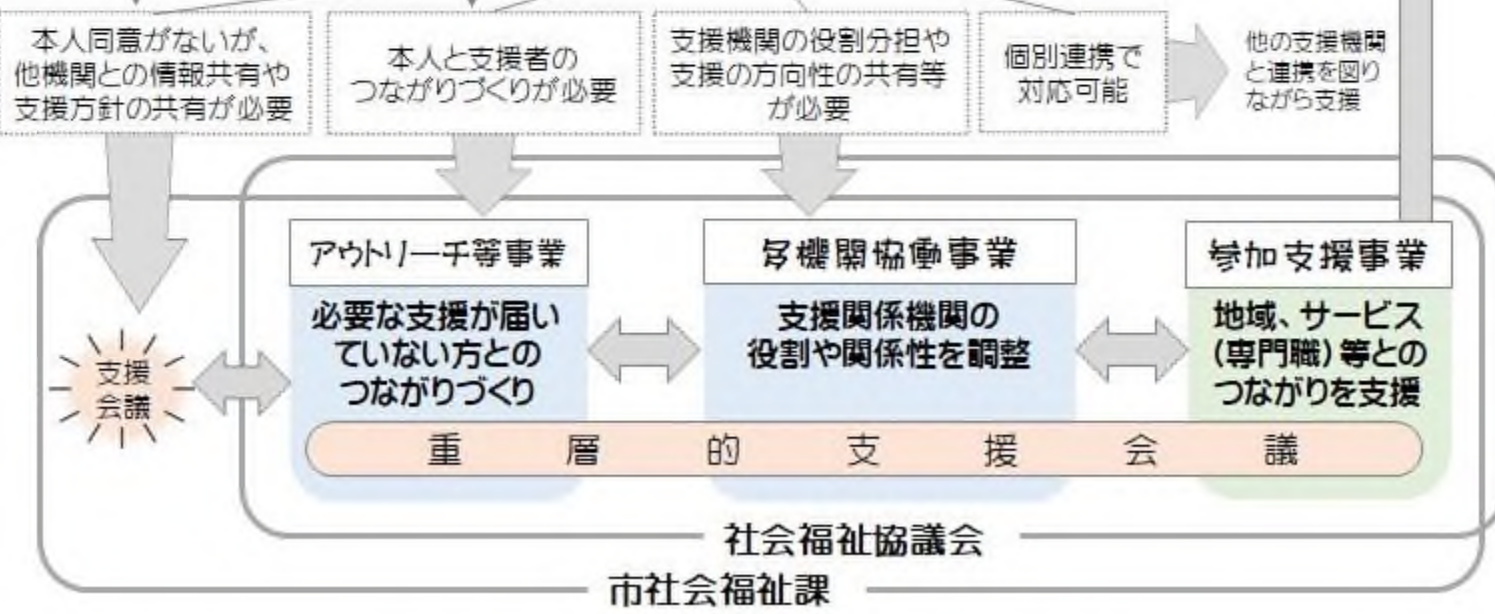 本人同意がないが、
他機関との情報共有や
支援方針の共有が必要
本人と支援者の
つながりづくりが必要
支援機関の役割分担や
支援の方向性の共有等
が必要
個別連携で
対応可能
他の支援機関
と連携を図り
ながら支援
アウトリーチ等事業
必要な支援が届い
ていない方との
つながりづくり
多機関協働事業
支援関係機関の
役割や関係性を調整
参加支援事業
地域、サービス
(専門職)等との
つながりを支援
支援
会議
重層的支援会議
社会福祉協議会
市社会福祉課